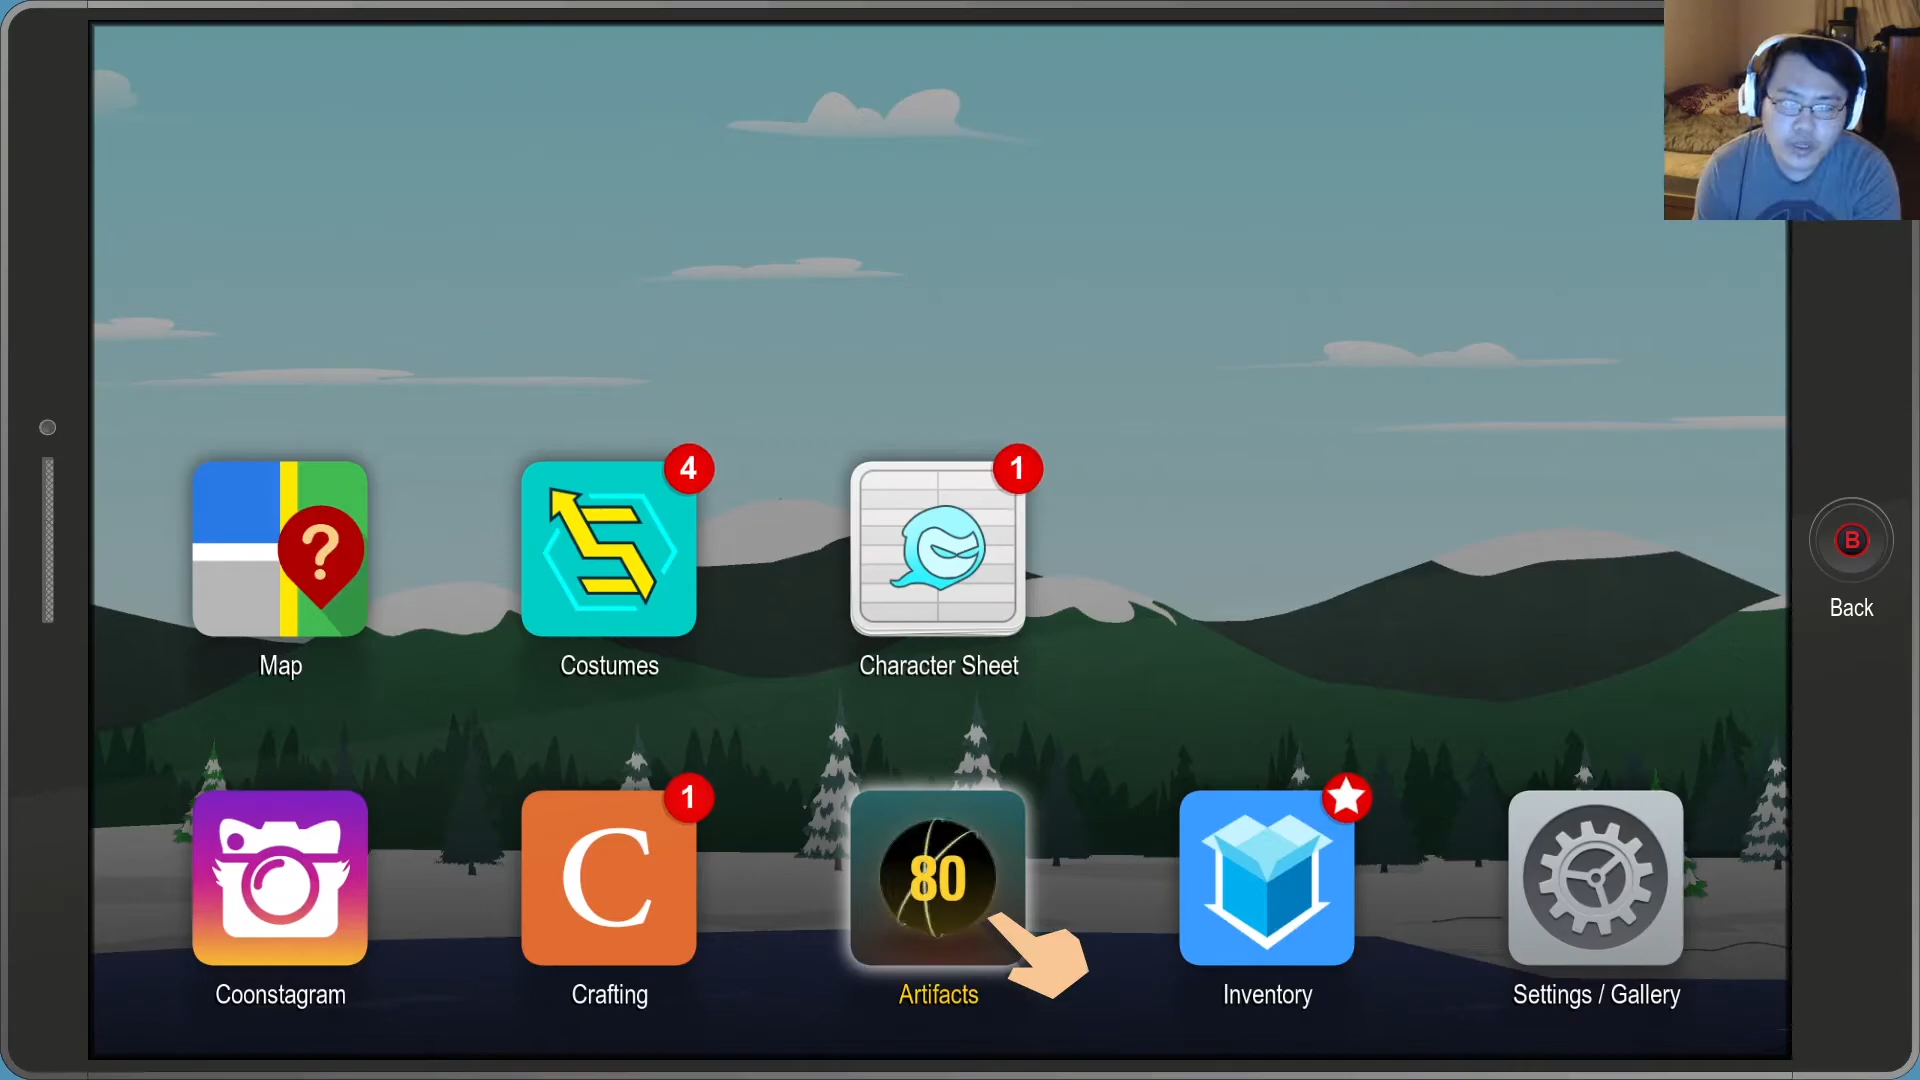 4
1
?
B
Map
Costumes
Character Sheet
Back
1
C
80
Coonstagram
Crafting
Artifacts
Inventory
Settings / Gallery